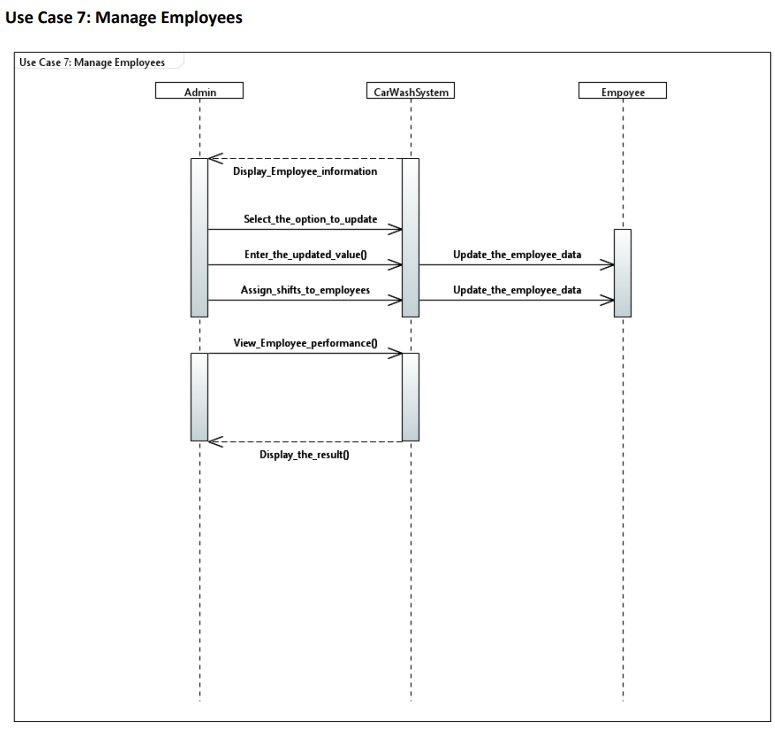 Use Case 7: Manage Employees
Use Case 7: Manage Employees
Admin
CarWashSystem
Empoyee
Display_Employee_information
Select_the_option_to_update
Enter_the_updated_value()
Update_the_employee_data
Assign_shifts_to_employees
Update_the_employee_data
View_Employee_performance()
Display_the_result()